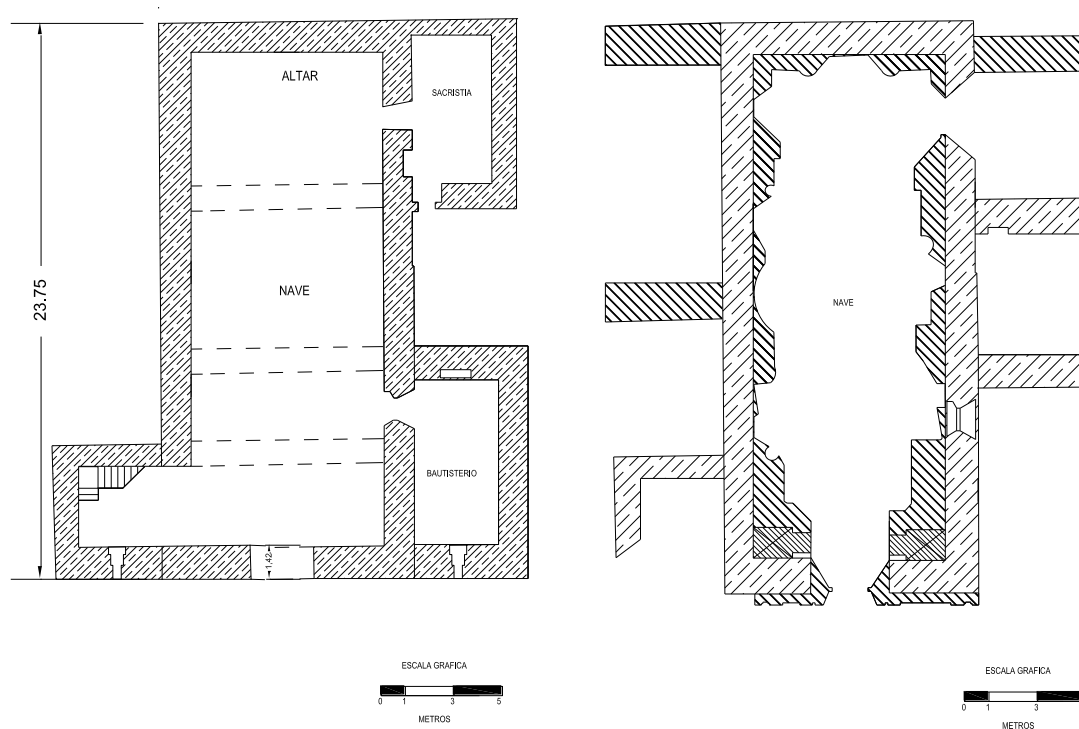 ALTAR
SACRISTIA
23.75
NAVE
BAUTISTERIO
1,42
ESCALA GRAFICA
0 1 3 5
METROS
NAVE
ESCALA GRAFICA
0 1 3
METROS